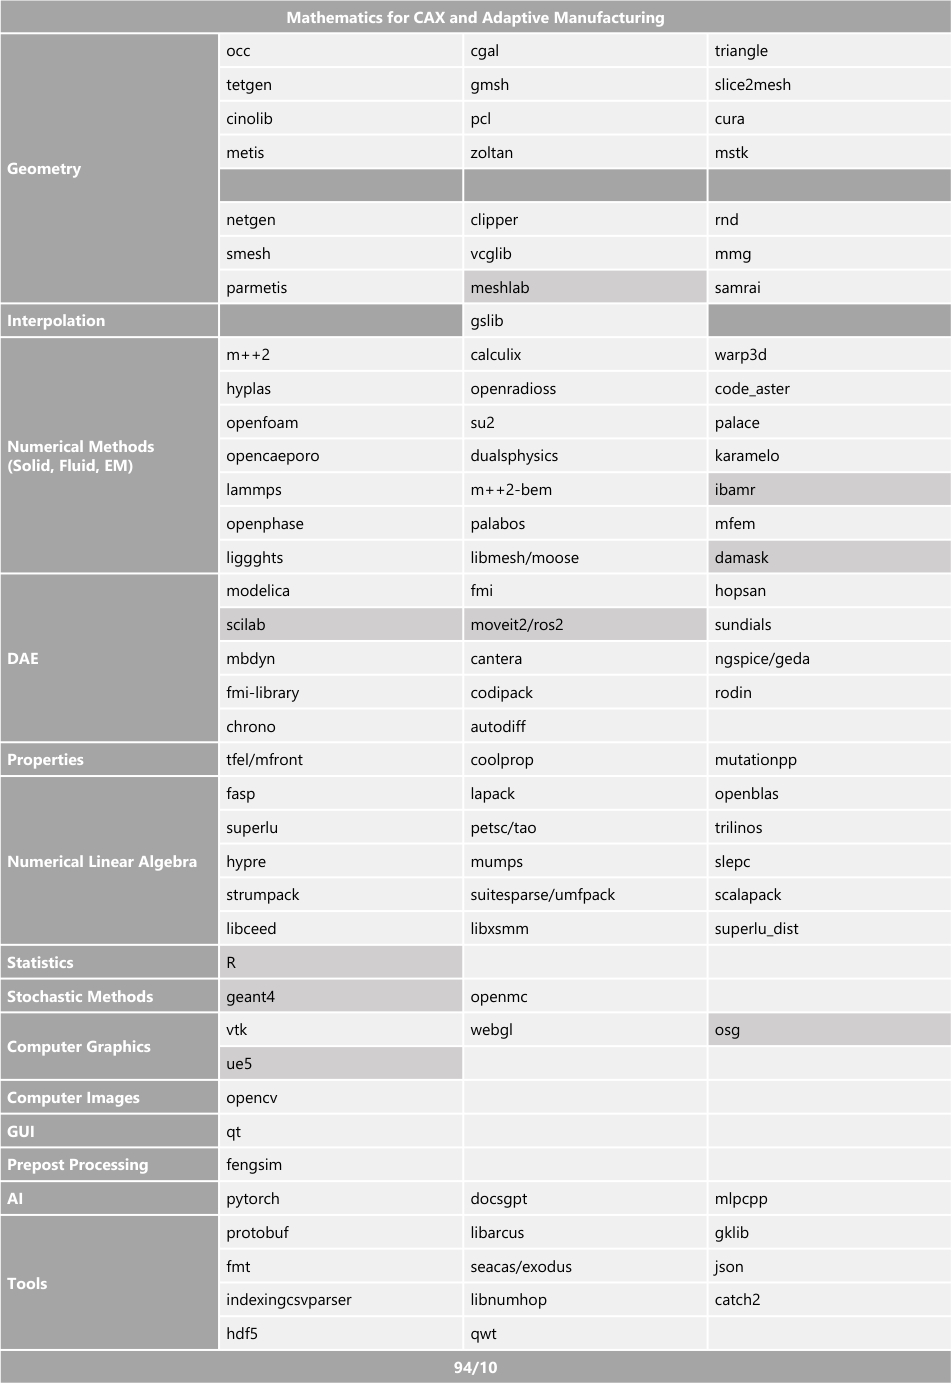 Mathematics for CAX and Adaptive Manufacturing
Geometry
occ cgal triangle
tetgen gmsh slice2mesh
cinolib pcl cura
metis zoltan mstk
netgen clipper rnd
smesh vcglib mmg
parmetis meshlab samrai
Interpolation gslib
Numerical Methods
(Solid, Fluid, EM)
m++2 calculix warp3d
hyplas openradioss code_aster
openfoam su2 palace
opencaeporo dualsphysics karamelo
lammps m++2-bem ibamr
openphase palabos mfem
liggghts libmesh/moose damask
DAE
modelica fmi hopsan
scilab moveit2/ros2 sundials
mbdyn cantera ngspice/geda
fmi-library codipack rodin
chrono autodiff
Properties tfel/mfront coolprop mutationpp
Numerical Linear Algebra
fasp lapack openblas
superlu petsc/tao trilinos
hypre mumps slepc
strumpack suitesparse/umfpack scalapack
libceed libxsmm superlu_dist
Statistics R
Stochastic Methods geant4 openmc
Computer Graphics
vtk webgl osg
ue5
Computer Images opencv
GUI qt
Prepost Processing fengsim
AI pytorch docsgpt mlpcpp
Tools
protobuf libarcus gklib
fmt seacas/exodus json
indexingcsvparser libnumhop catch2
hdf5 qwt
94/10